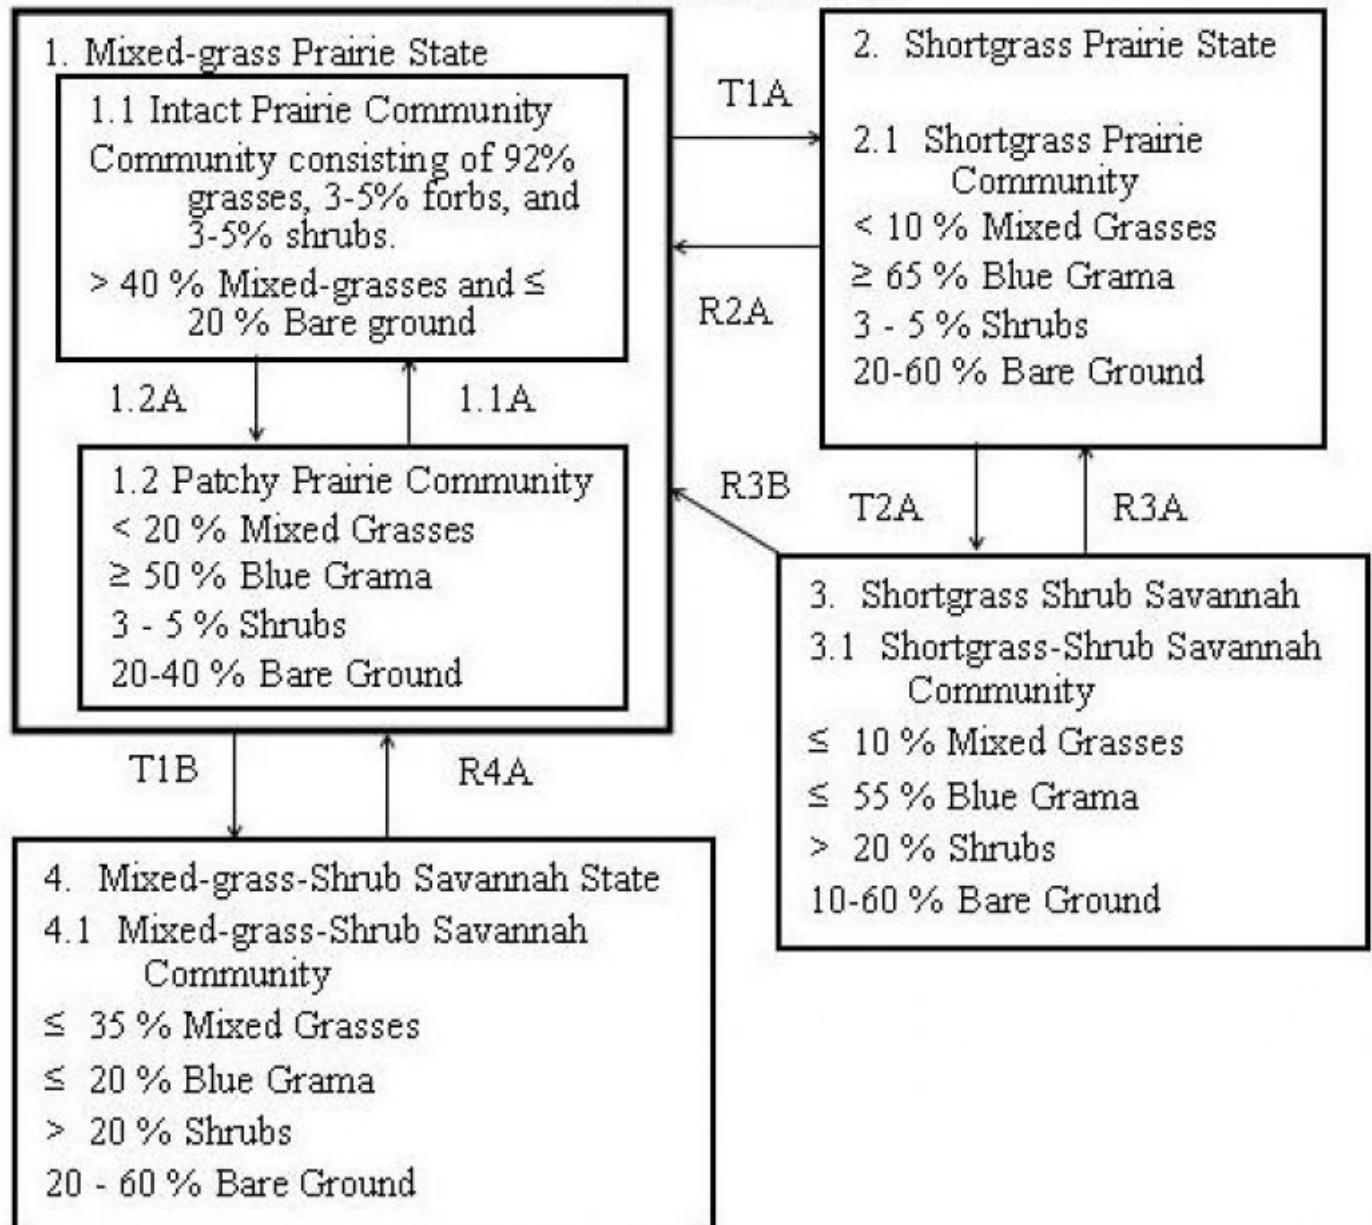 1. Mixed-grass Prairie State
1.1 Intact Prairie Community
Community consisting of 92%
grasses, 3-5% forbs, and
3-5% shrubs.
> 40 % Mixed-grasses and ≤
20 % Bare ground
1.2A
1.1A
1.2 Patchy Prairie Community
< 20 % Mixed Grasses
≥ 50 % Blue Grama
3 - 5 % Shrubs
20-40 % Bare Ground
T1A
R2A
2. Shortgrass Prairie State
2.1 Shortgrass Prairie
Community
< 10 % Mixed Grasses
≥ 65 % Blue Grama
3 - 5 % Shrubs
20-60 % Bare Ground
R3B
T2A
R3A
3. Shortgrass Shrub Savannah
3.1 Shortgrass-Shrub Savannah
Community
≤ 10 % Mixed Grasses
≤ 55 % Blue Grama
> 20 % Shrubs
10-60 % Bare Ground
T1B
R4A
4. Mixed-grass-Shrub Savannah State
4.1 Mixed-grass-Shrub Savannah
Community
≤ 35 % Mixed Grasses
≤ 20 % Blue Grama
> 20 % Shrubs
20 - 60 % Bare Ground